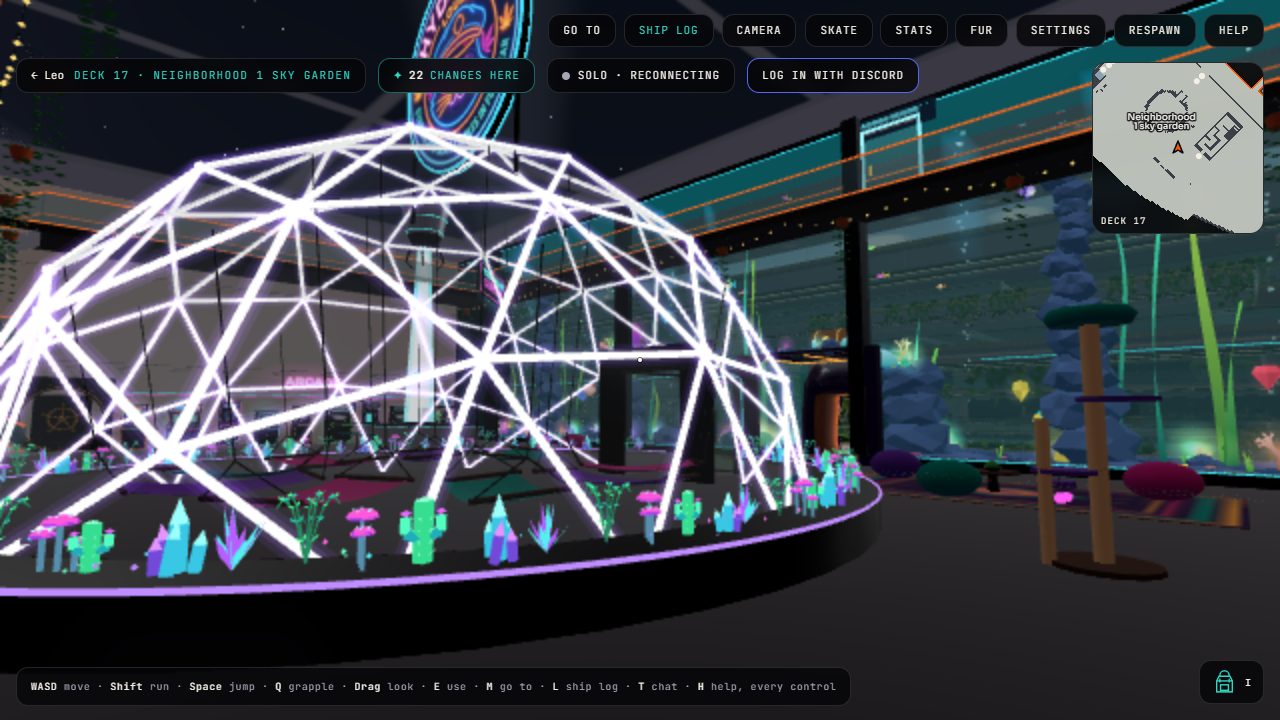 GO TO
SHIP LOG
CAMERA
SKATE
STATS
FUR
SETTINGS
RESPAWN
HELP
← Leo DECK 17 · NEIGHBORHOOD 1 SKY GARDEN
✦ 22 CHANGES HERE
SOLO · RECONNECTING
LOG IN WITH DISCORD
Neighborhood
1 sky garden
DECK 17
WASD move · Shift run · Space jump · Q grapple · Drag look · E use · M go to · L ship log · T chat · H help, every control
I